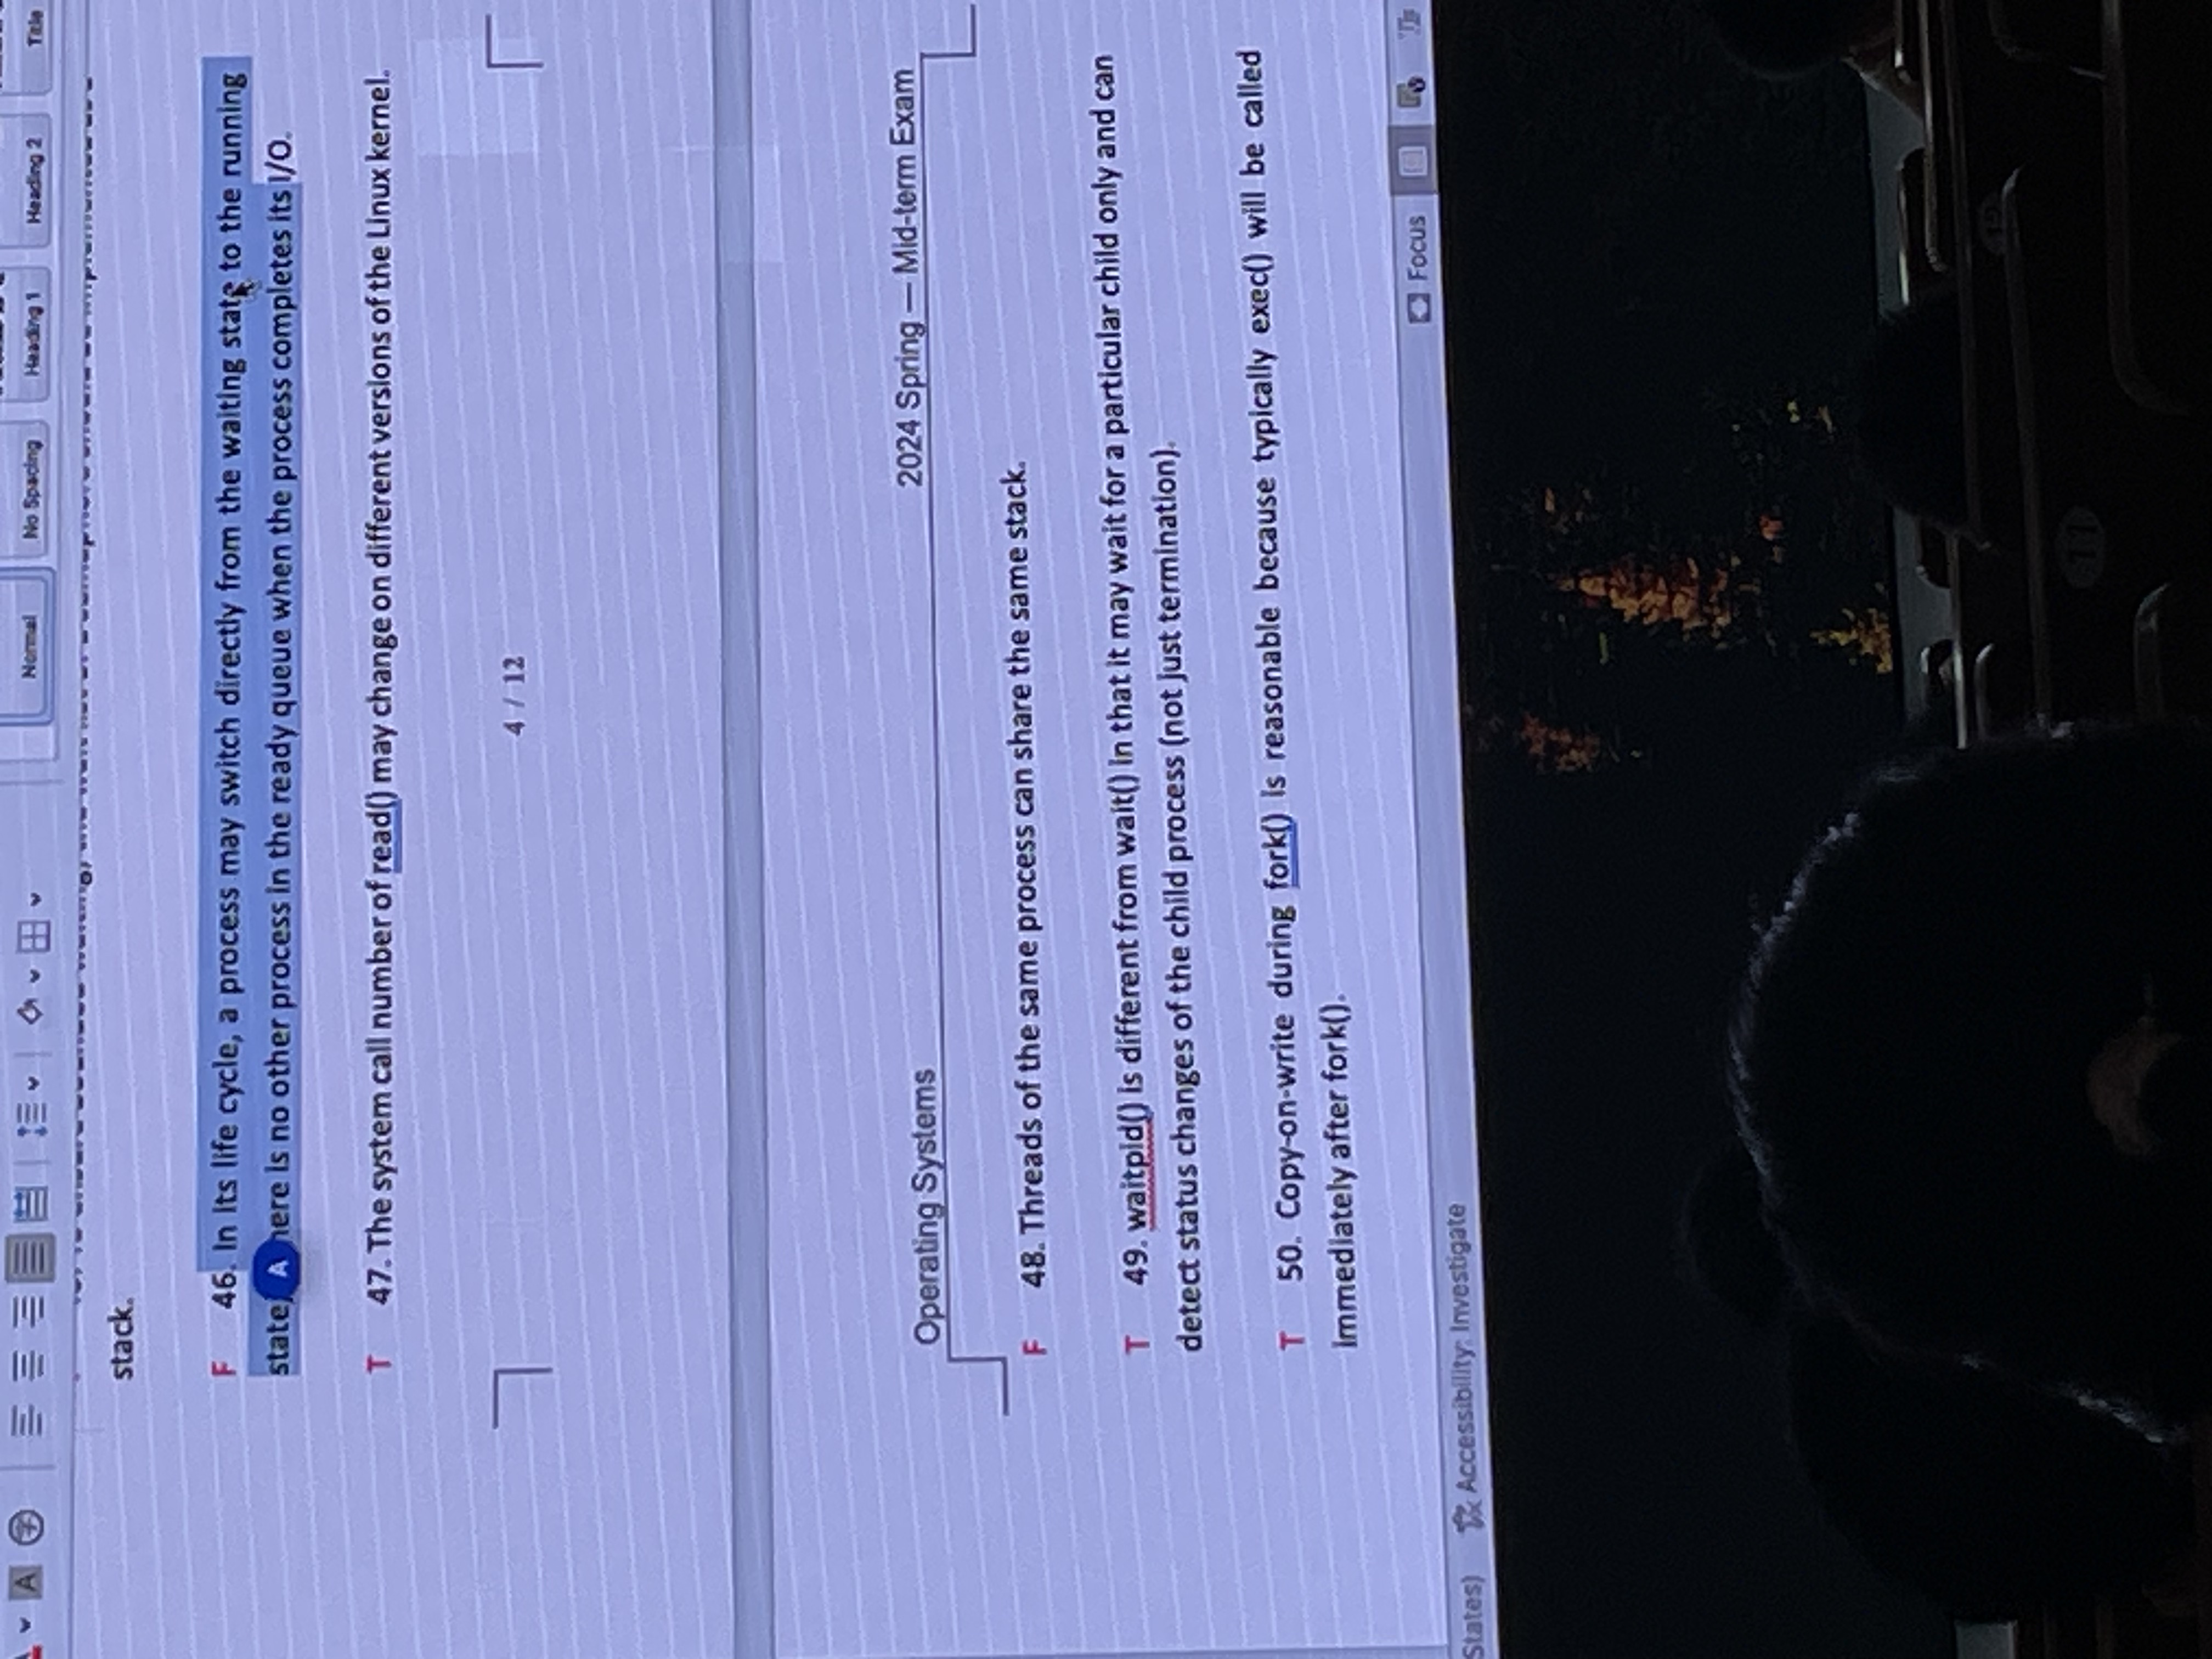 A
A
字
Normal
No Spacing
Heading 1
Heading 2
Title
stack.
F 46. In its life cycle, a process may switch directly from the waiting state to the running
state, A here is no other process in the ready queue when the process completes its I/O.
T 47. The system call number of read() may change on different versions of the Linux kernel.
4 / 12
Operating Systems
2024 Spring — Mid-term Exam
F 48. Threads of the same process can share the same stack.
T 49. waitpid() is different from wait() in that it may wait for a particular child only and can
detect status changes of the child process (not just termination).
T 50. Copy-on-write during fork() is reasonable because typically exec() will be called
immediately after fork().
Focus
States)
Accessibility: Investigate
12
11